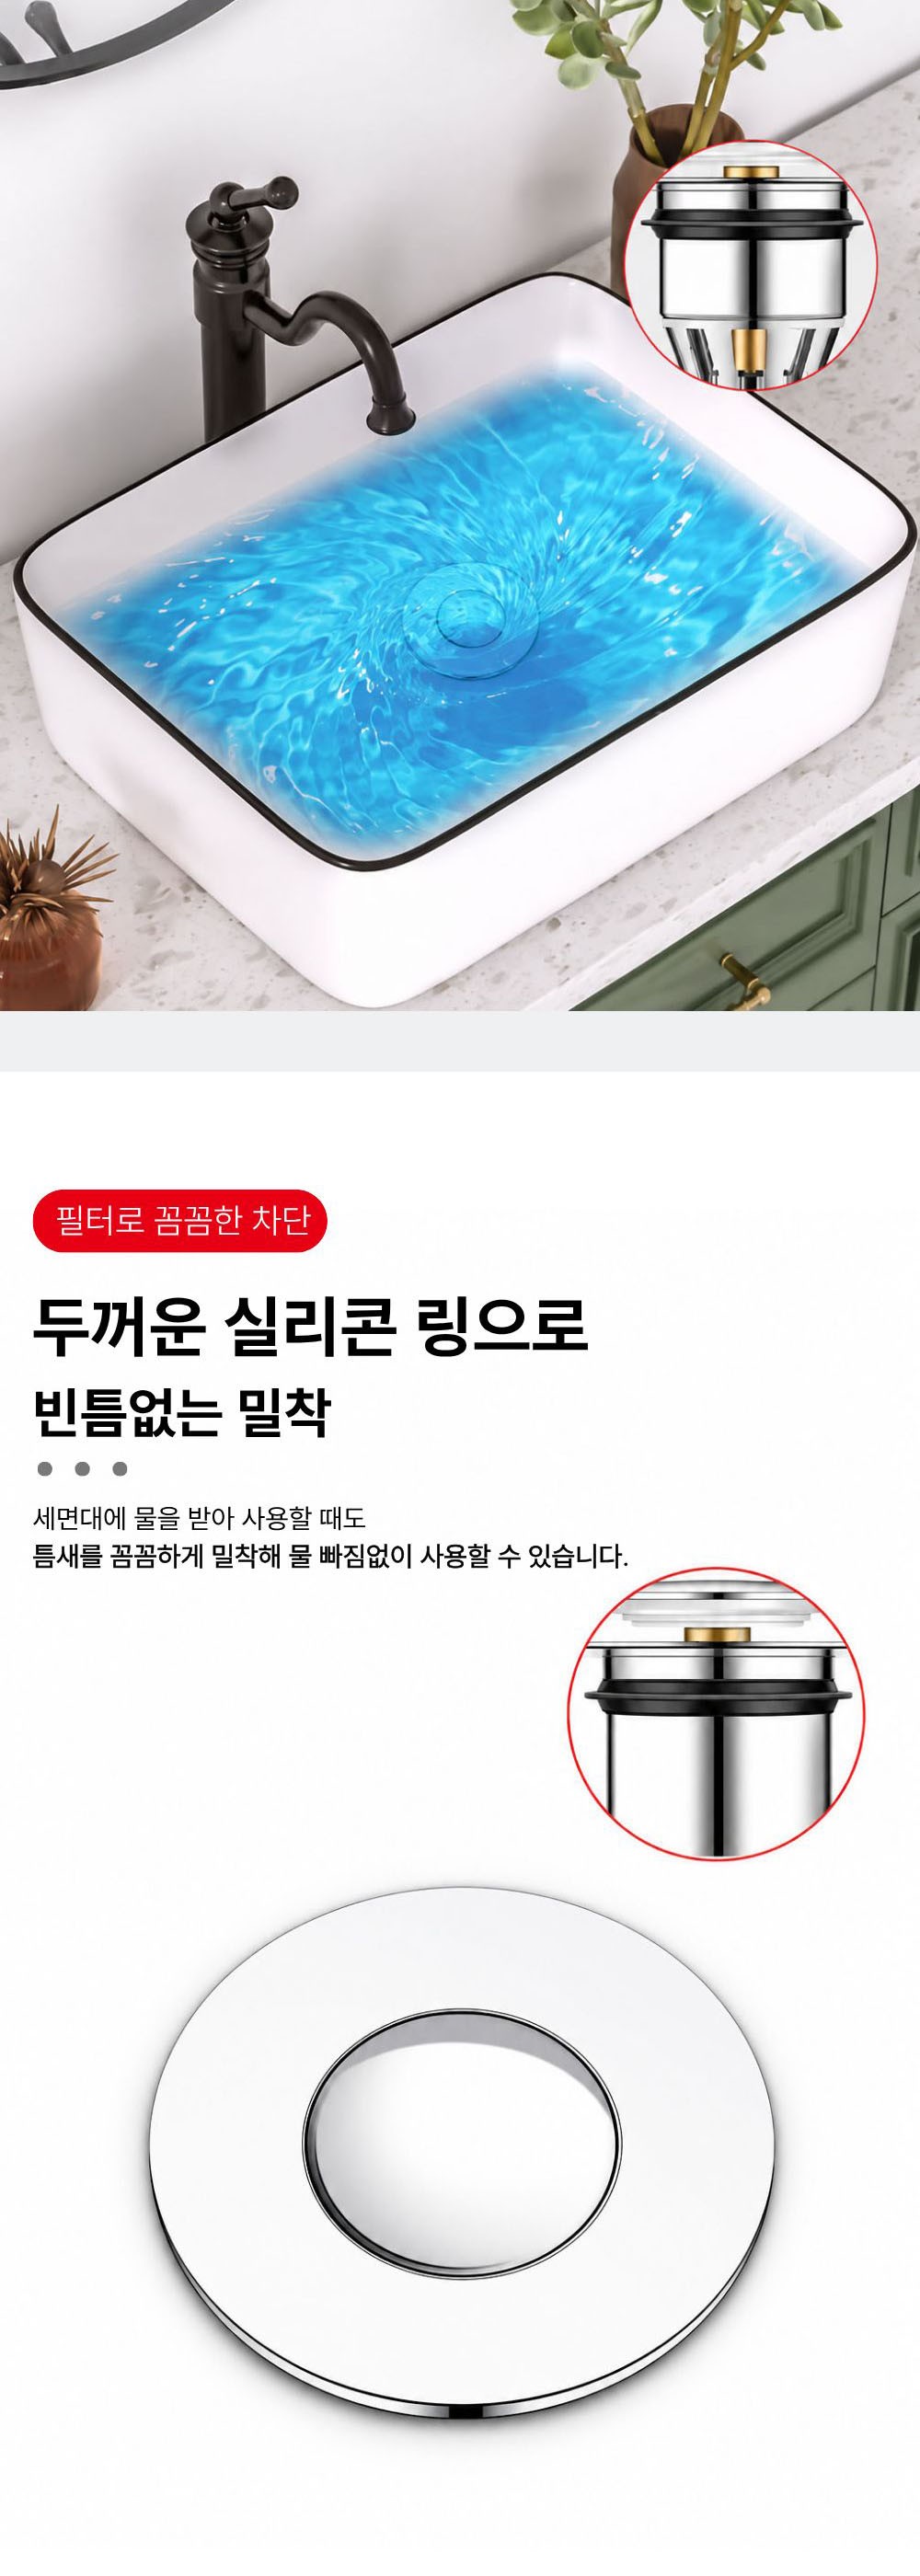 필터로 꼼꼼한 차단
두꺼운 실리콘 링으로
빈틈없는 밀착
세면대에 물을 받아 사용할 때도
틈새를 꼼꼼하게 밀착해 물 빠짐없이 사용할 수 있습니다.